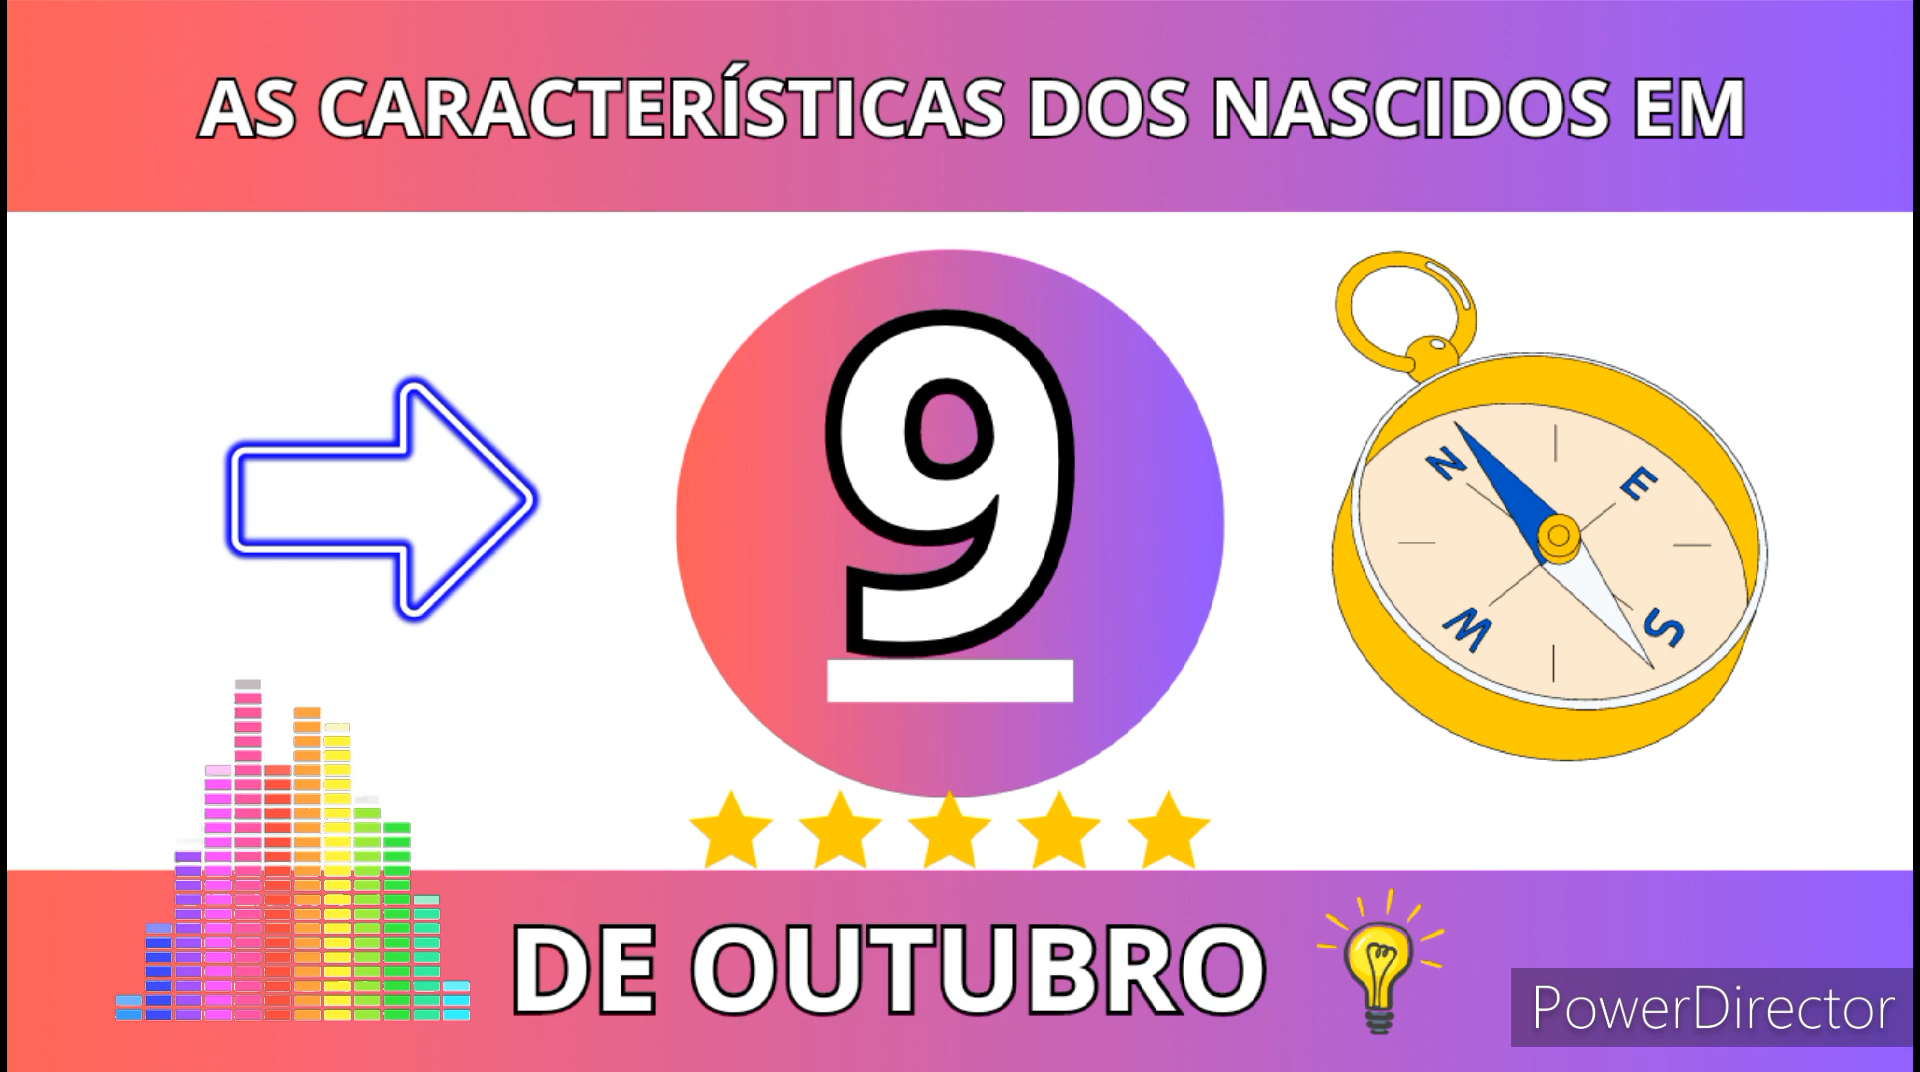 AS CARACTERÍSTICAS DOS NASCIDOS EM
9
N
E
W
S
DE OUTUBRO
PowerDirector